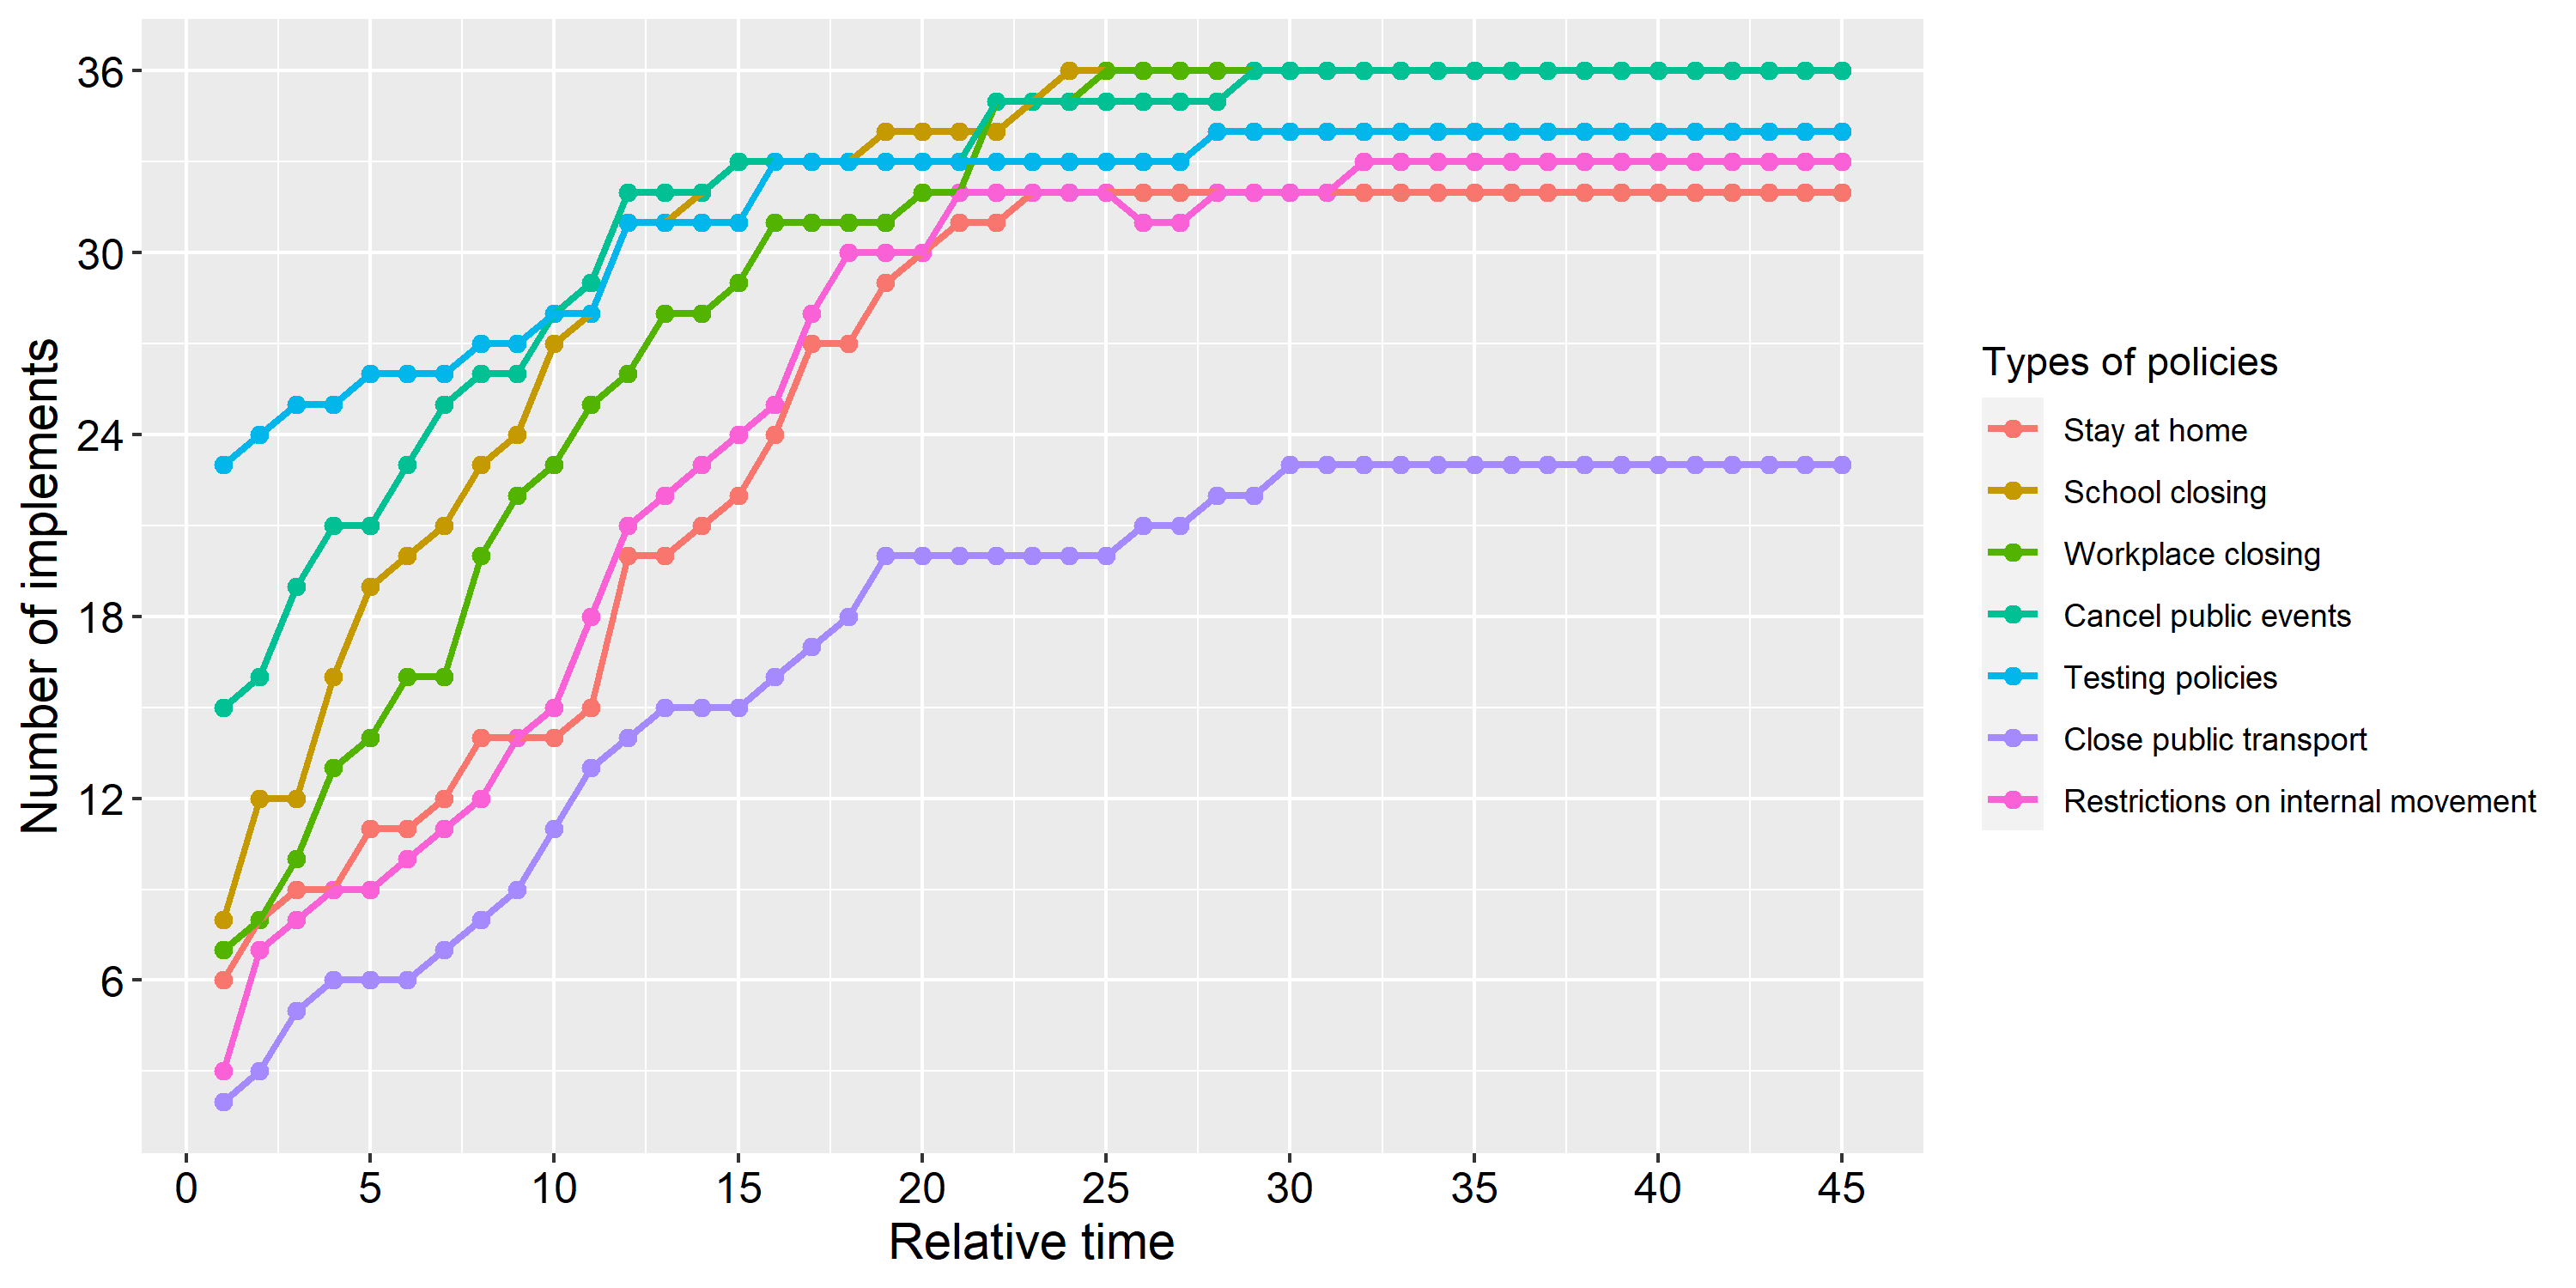 36
30
24
18
12
6
Number of implements
0 5 10 15 20 25 30 35 40 45
Relative time
Types of policies
Stay at home
School closing
Workplace closing
Cancel public events
Testing policies
Close public transport
Restrictions on internal movement